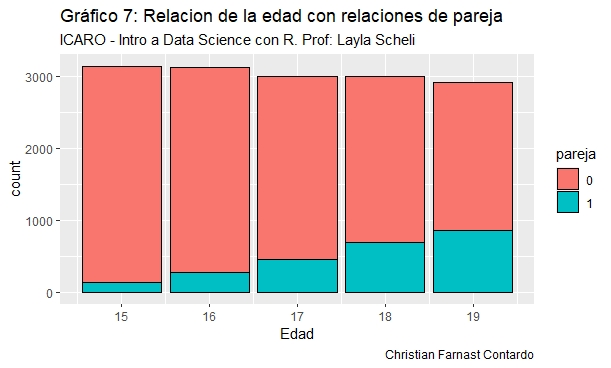 Gráfico 7: Relacion de la edad con relaciones de pareja
ICARO - Intro a Data Science con R. Prof: Layla Scheli
3000
2000
1000
0
count
15 16 17 18 19
Edad
pareja
0
1
Christian Farnast Contardo